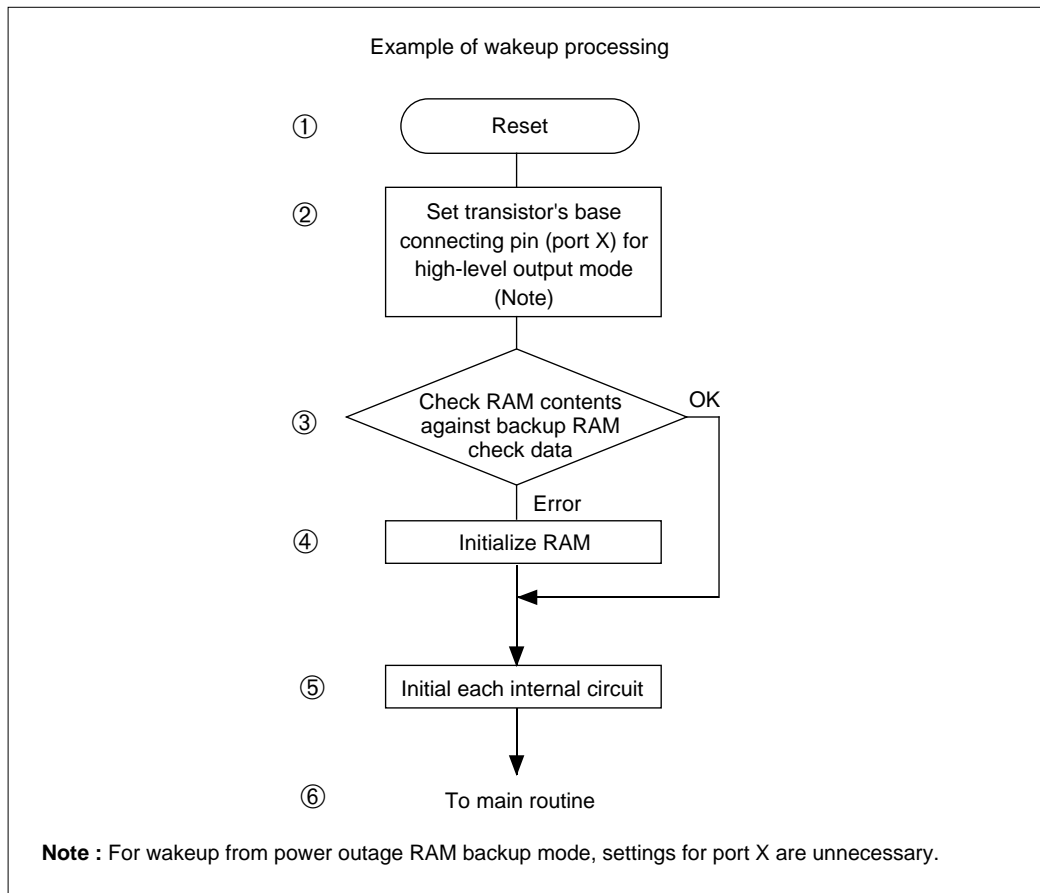 Example of wakeup processing
① Reset
② Set transistor's base
connecting pin (port X) for
high-level output mode
(Note)
OK
③ Check RAM contents
against backup RAM
check data
Error
④ Initialize RAM
⑤ Initial each internal circuit
⑥ To main routine
Note : For wakeup from power outage RAM backup mode, settings for port X are unnecessary.